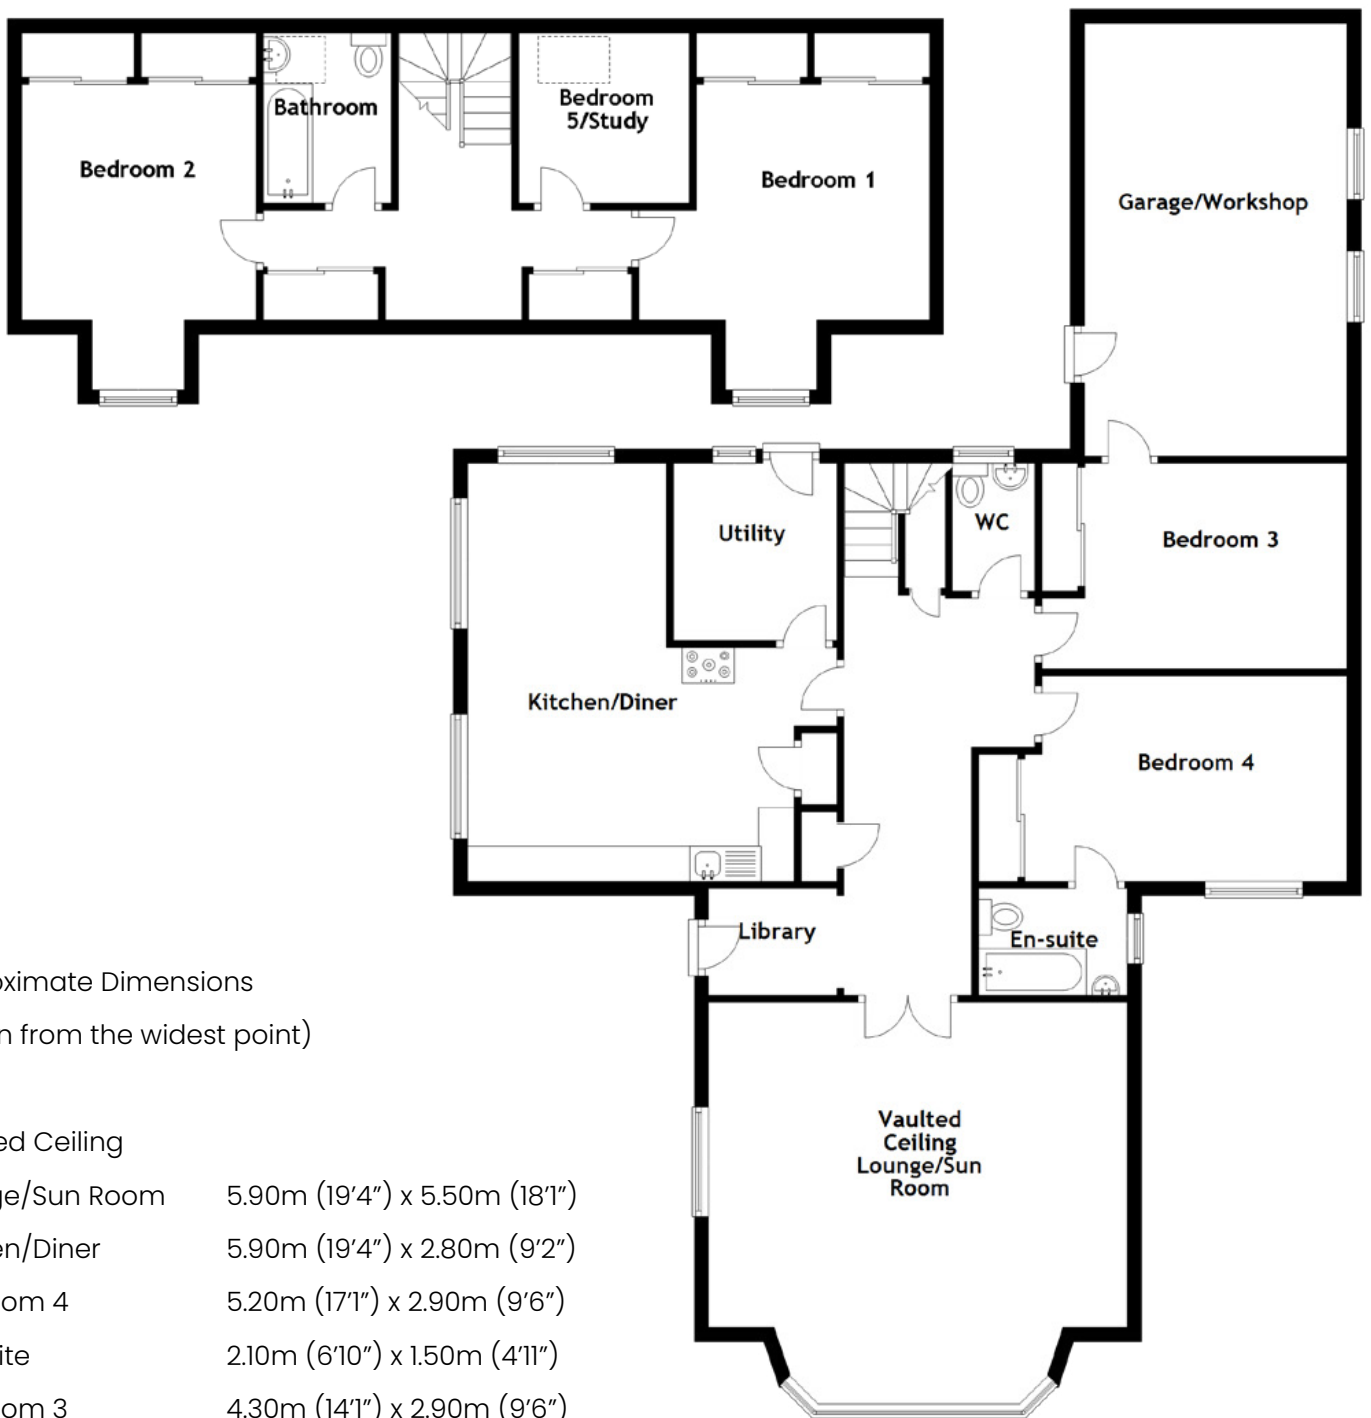 Bathroom
Bedroom
5/Study
Bedroom 2
Bedroom 1
Garage/Workshop
WC
Utility
Bedroom 3
Kitchen/Diner
Bedroom 4
Library
En-suite
Vaulted
Ceiling
Lounge/Sun
Room
oximate Dimensions
n from the widest point)
ed Ceiling
ge/Sun Room 5.90m (19'4") x 5.50m (18'1")
en/Diner 5.90m (19'4") x 2.80m (9'2")
oom 4 5.20m (17'1") x 2.90m (9'6")
ite 2.10m (6'10") x 1.50m (4'11")
oom 3 4.30m (14'1") x 2.90m (9'6")